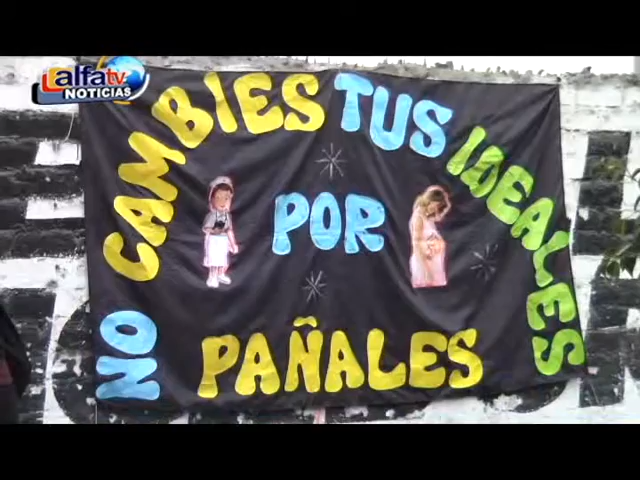 alfatv
NOTICIAS
NO CAMBIES TUS IDEALES
POR
PAÑALES